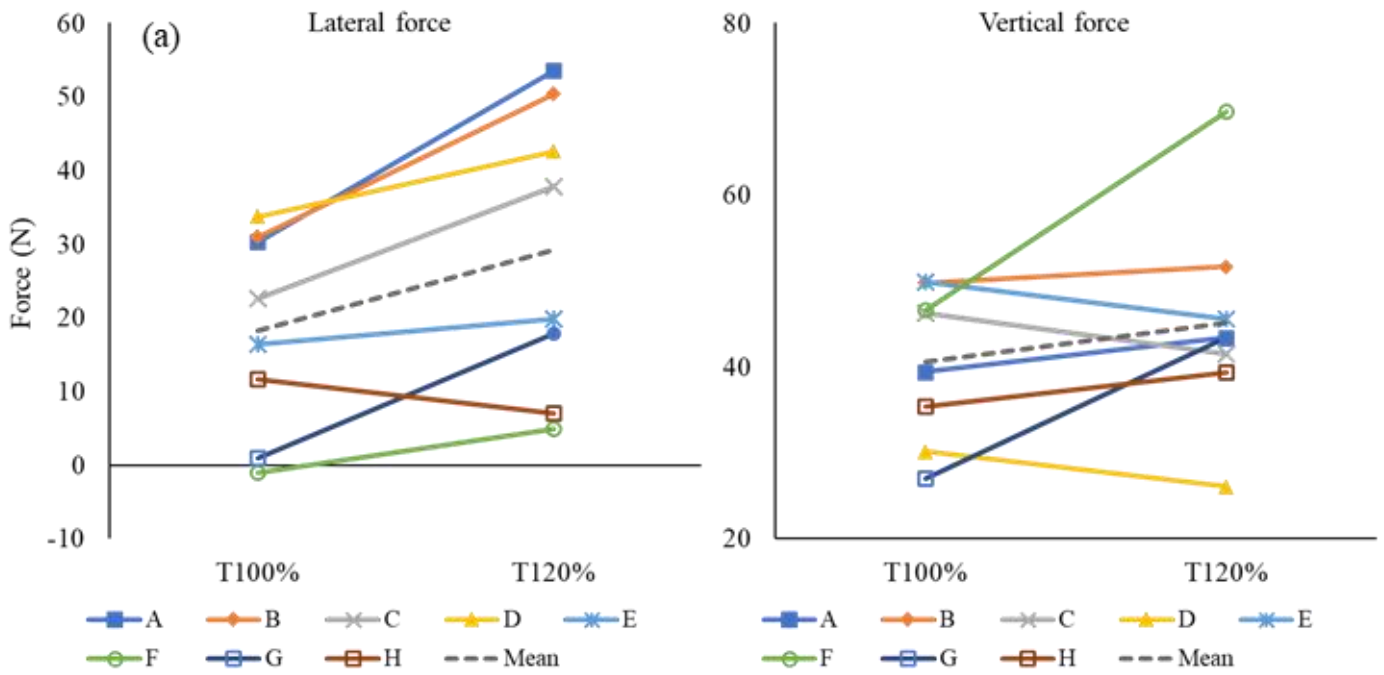 (a)
Lateral force
Force (N)
60
50
40
30
20
10
0
-10
T100% T120%
A B C D E
F G H Mean
Vertical force
80
60
40
20
T100% T120%
A B C D E
F G H Mean